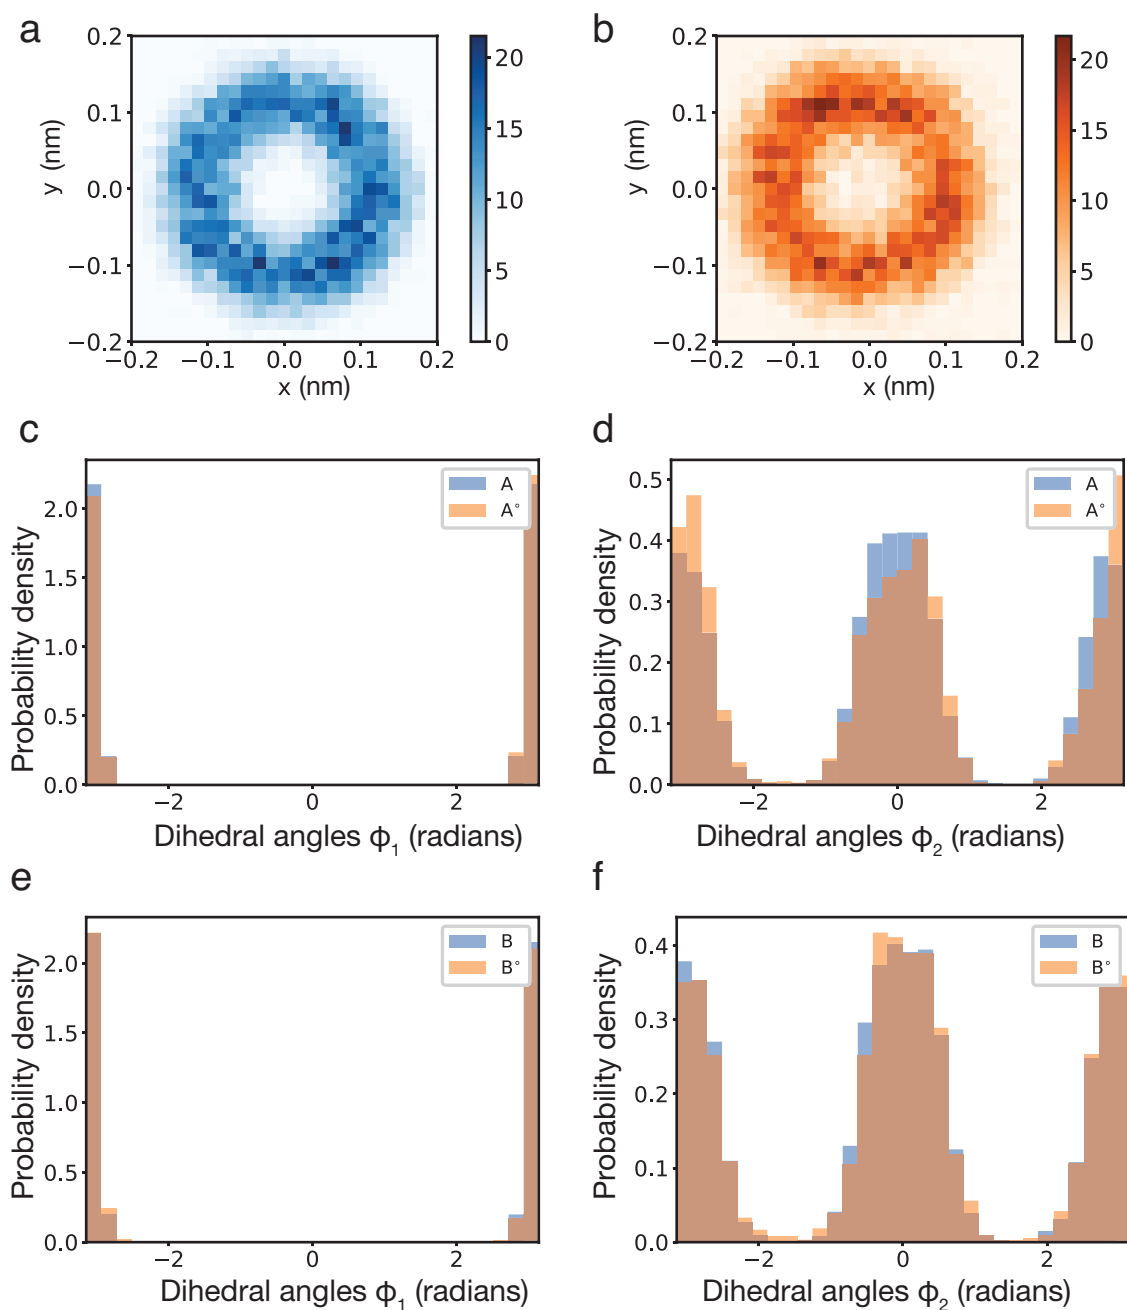 a
b
0.2
0.1
0.0
−0.1
−0.2
y (nm)
−0.2 −0.1 0.0 0.1 0.2
x (nm)
20
15
10
5
0
0.2
0.1
0.0
−0.1
−0.2
y (nm)
−0.2 −0.1 0.0 0.1 0.2
x (nm)
20
15
10
5
0
c
d
2.0
1.5
1.0
0.5
0.0
Probability density
A
A°
−2 0 2
Dihedral angles ϕ₁ (radians)
0.5
0.4
0.3
0.2
0.1
0.0
Probability density
A
A°
−2 0 2
Dihedral angles ϕ₂ (radians)
e
f
2.0
1.5
1.0
0.5
0.0
Probability density
B
B°
−2 0 2
Dihedral angles ϕ₁ (radians)
0.4
0.3
0.2
0.1
0.0
Probability density
B
B°
−2 0 2
Dihedral angles ϕ₂ (radians)